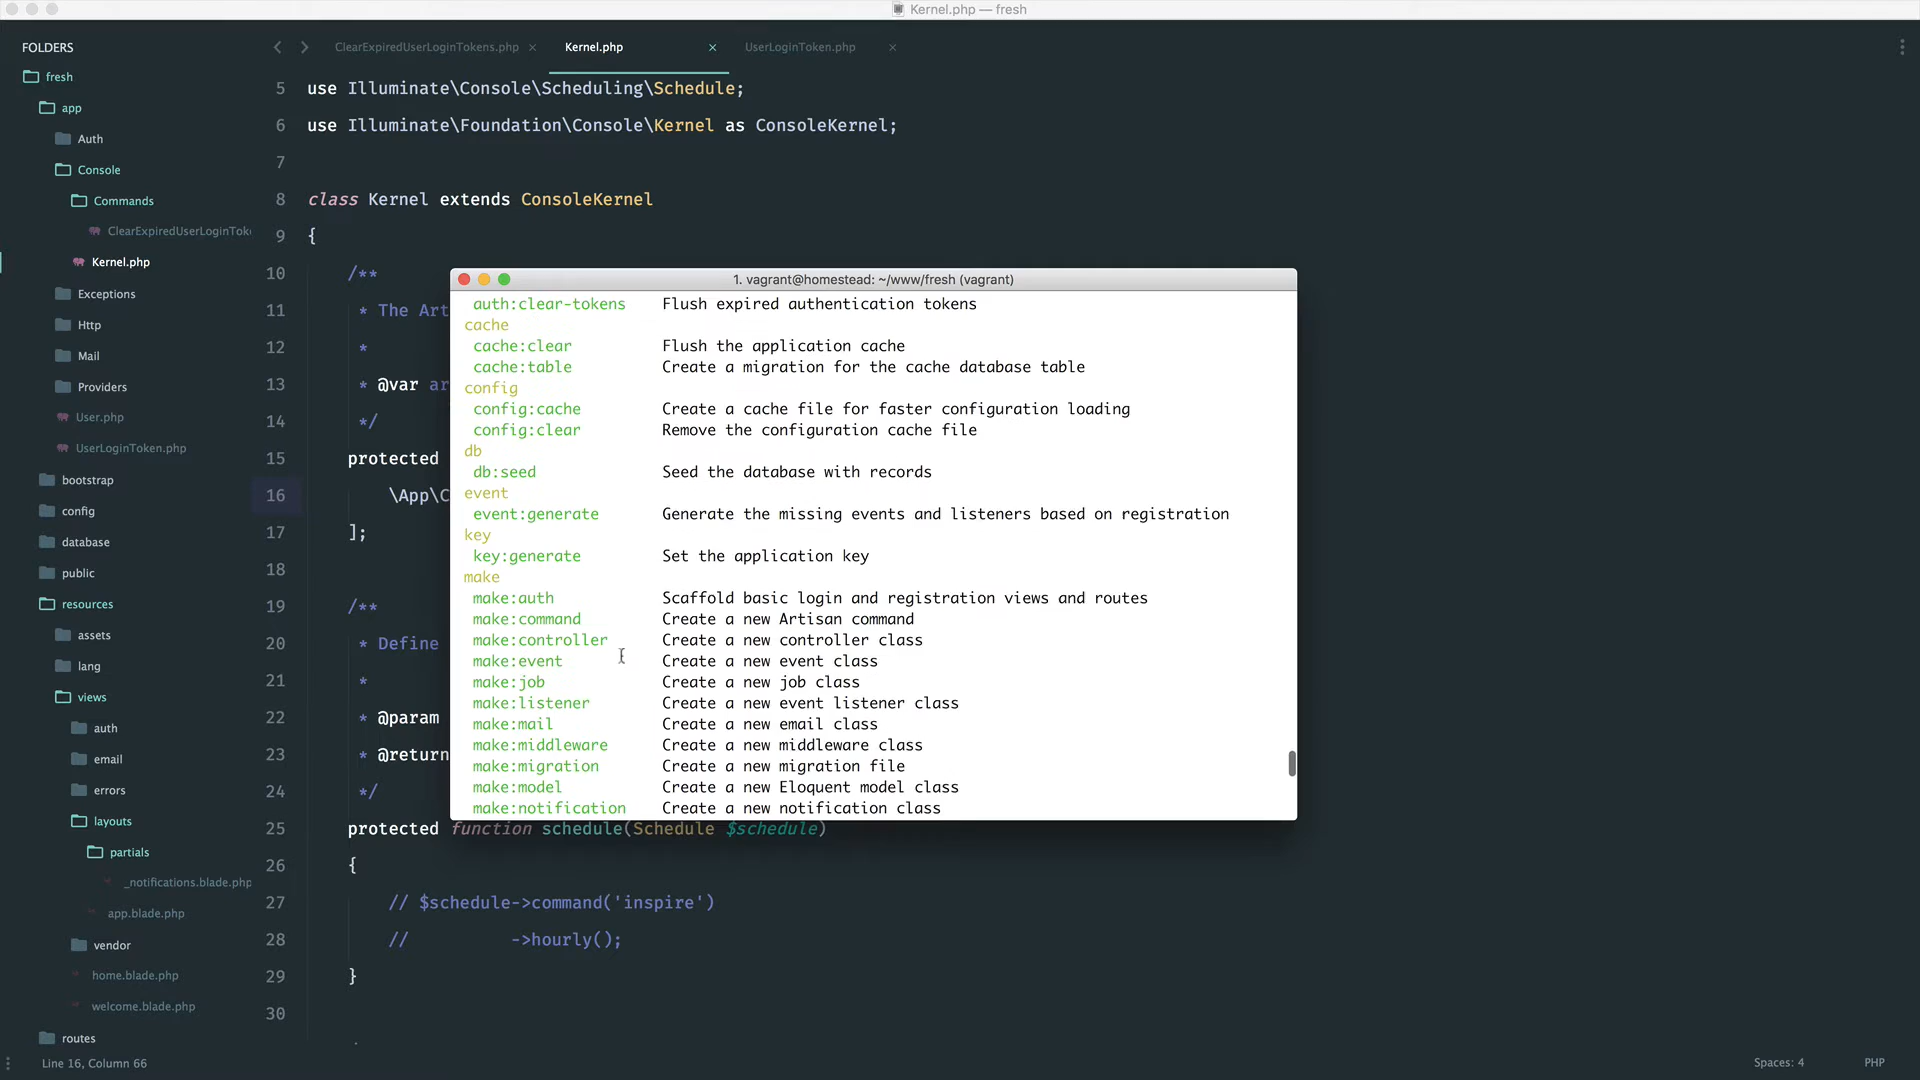 Kernel.php — fresh
FOLDERS
fresh
app
Auth
Console
Commands
ClearExpiredUserLoginTok
Kernel.php
Exceptions
Http
Mail
Providers
User.php
UserLoginToken.php
bootstrap
config
database
public
resources
assets
lang
views
auth
email
errors
layouts
partials
_notifications.blade.php
app.blade.php
vendor
home.blade.php
welcome.blade.php
routes
ClearExpiredUserLoginTokens.php
Kernel.php
UserLoginToken.php
5 use Illuminate\Console\Scheduling\Schedule;
6 use Illuminate\Foundation\Console\Kernel as ConsoleKernel;
7
8 class Kernel extends ConsoleKernel
9 {
10 /**
11 * The Art
12 *
13 * @var ar
14 */
15 protected
16 \App\C
17 ];
18
19 /**
20 * Define
21 *
22 * @param
23 * @return
24 */
25 protected function schedule(Schedule $schedule)
26 {
27 // $schedule->command('inspire')
28 // ->hourly();
29 }
30
1. vagrant@homestead: ~/www/fresh (vagrant)
auth:clear-tokens Flush expired authentication tokens
cache
cache:clear Flush the application cache
cache:table Create a migration for the cache database table
config
config:cache Create a cache file for faster configuration loading
config:clear Remove the configuration cache file
db
db:seed Seed the database with records
event
event:generate Generate the missing events and listeners based on registration
key
key:generate Set the application key
make
make:auth Scaffold basic login and registration views and routes
make:command Create a new Artisan command
make:controller Create a new controller class
make:event Create a new event class
make:job Create a new job class
make:listener Create a new event listener class
make:mail Create a new email class
make:middleware Create a new middleware class
make:migration Create a new migration file
make:model Create a new Eloquent model class
make:notification Create a new notification class
Line 16, Column 66
Spaces: 4
PHP